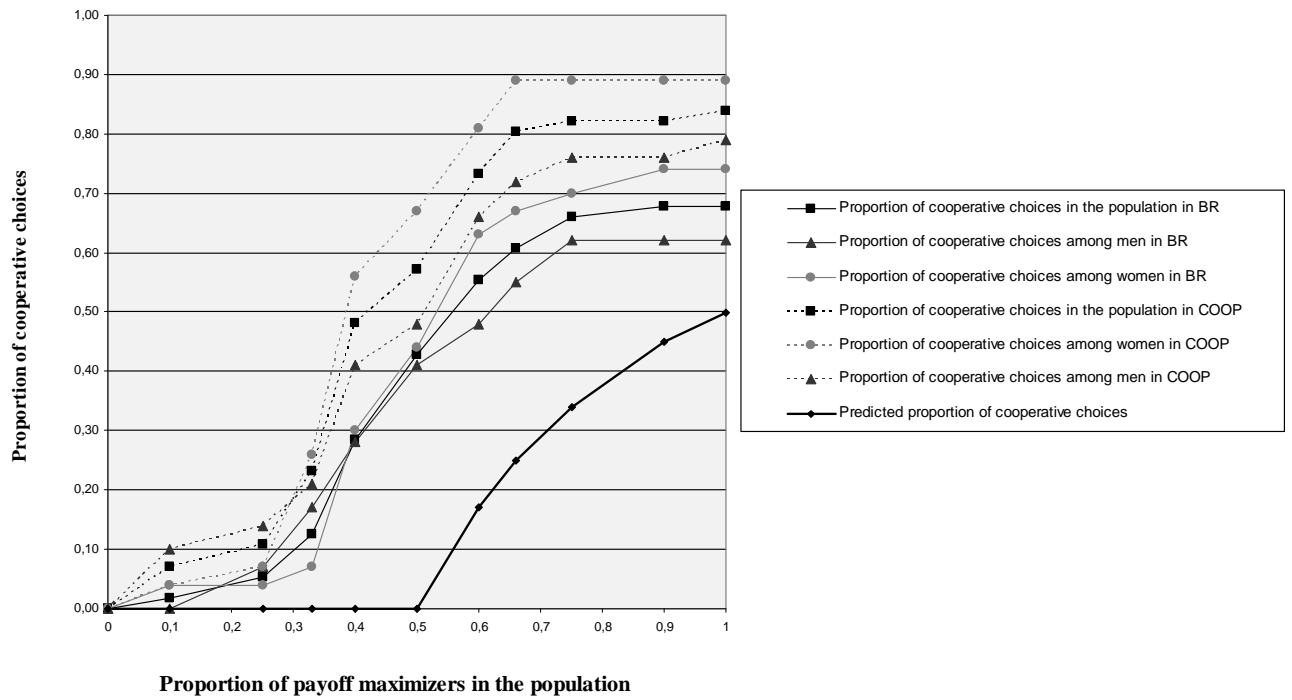 1,00
0,90
0,80
0,70
0,60
0,50
0,40
0,30
0,20
0,10
0,00
Proportion of cooperative choices
0 0,1 0,2 0,3 0,4 0,5 0,6 0,7 0,8 0,9 1
Proportion of payoff maximizers in the population
Proportion of cooperative choices in the population in BR
Proportion of cooperative choices among men in BR
Proportion of cooperative choices among women in BR
Proportion of cooperative choices in the population in COOP
Proportion of cooperative choices among women in COOP
Proportion of cooperative choices among men in COOP
Predicted proportion of cooperative choices